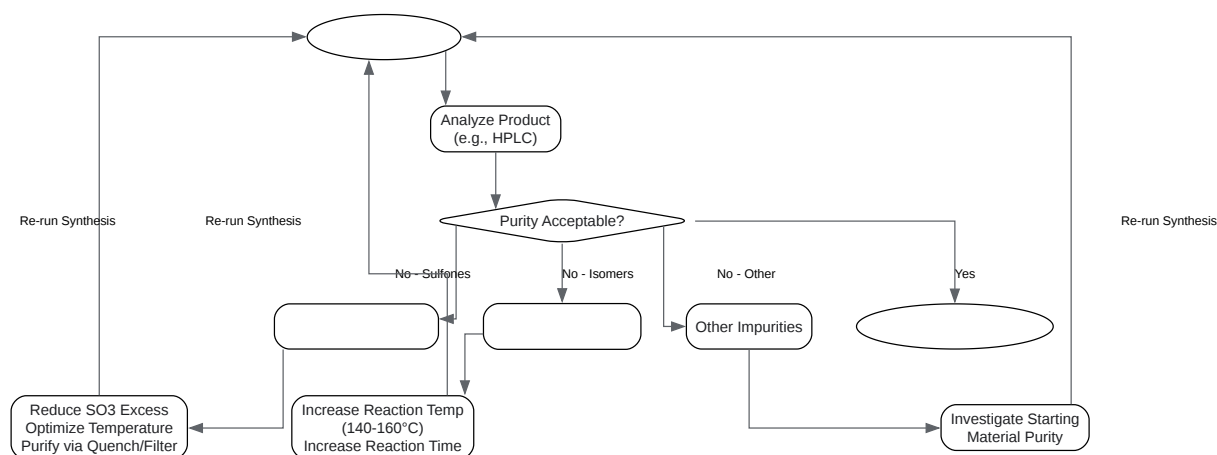 Analyze Product
(e.g., HPLC)
Re-run Synthesis
Re-run Synthesis
Purity Acceptable?
Re-run Synthesis
No - Sulfones
No - Isomers
No - Other
Yes
Other Impurities
Reduce SO3 Excess
Optimize Temperature
Purify via Quench/Filter
Increase Reaction Temp
(140-160°C)
Increase Reaction Time
Investigate Starting
Material Purity